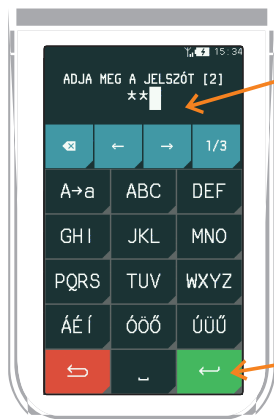 15:34
ADJA MEG A JELSZÓT [2]
**
← → 1/3
A→a ABC DEF
GHI JKL MNO
PQRS TUV WXYZ
ÁÉÍ ÓÖŐ ÚÜŰ